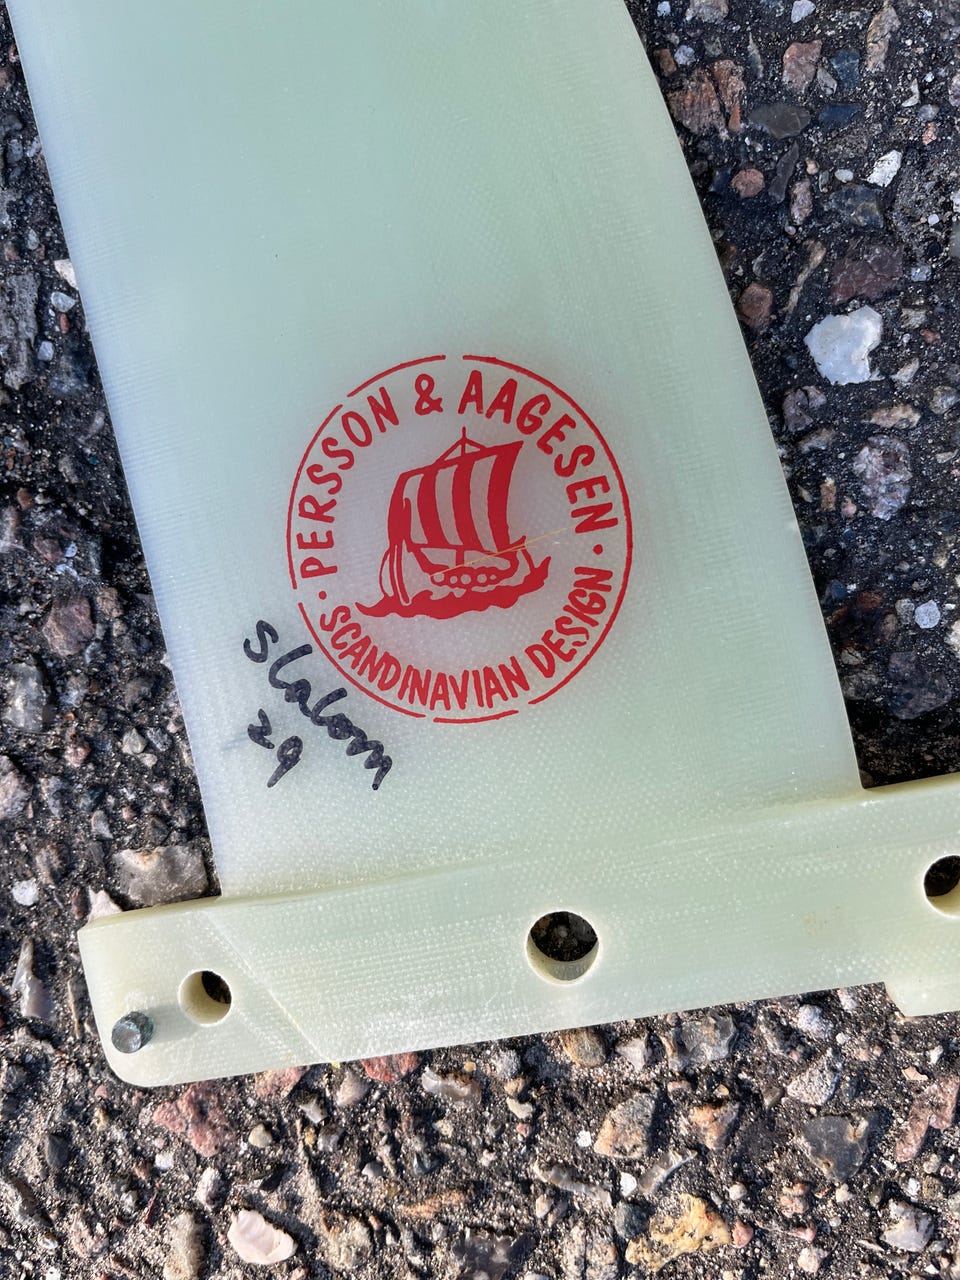 PERSSON & AAGESEN
· SCANDINAVIAN DESIGN ·
Slalom
29